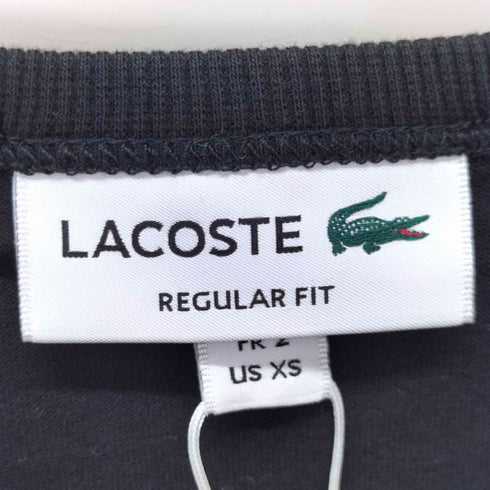 LACOSTE
REGULAR FIT
FR 2
US XS